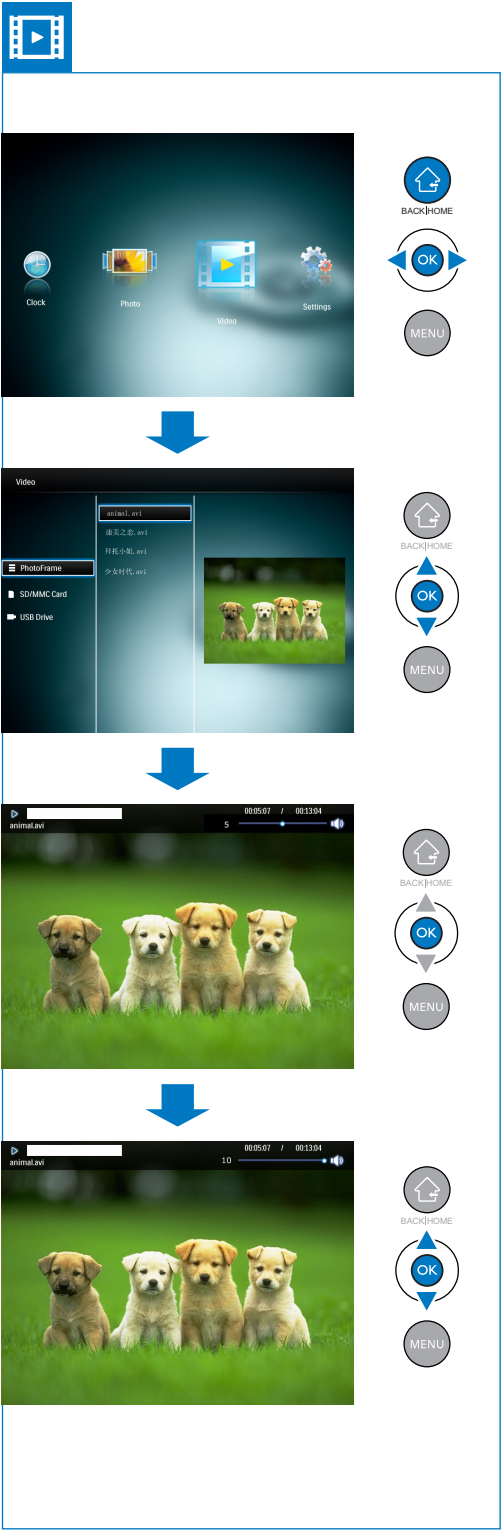 Clock
Photo
Video
Settings
BACK|HOME
OK
MENU
Video
animal.avi
康美之恋.avi
拜托小姐.avi
少女时代.avi
PhotoFrame
SD/MMC Card
USB Drive
BACK|HOME
OK
MENU
00:05:07 / 00:13:04
animal.avi
5
BACK|HOME
OK
MENU
00:05:07 / 00:13:04
animal.avi
10
BACK|HOME
OK
MENU